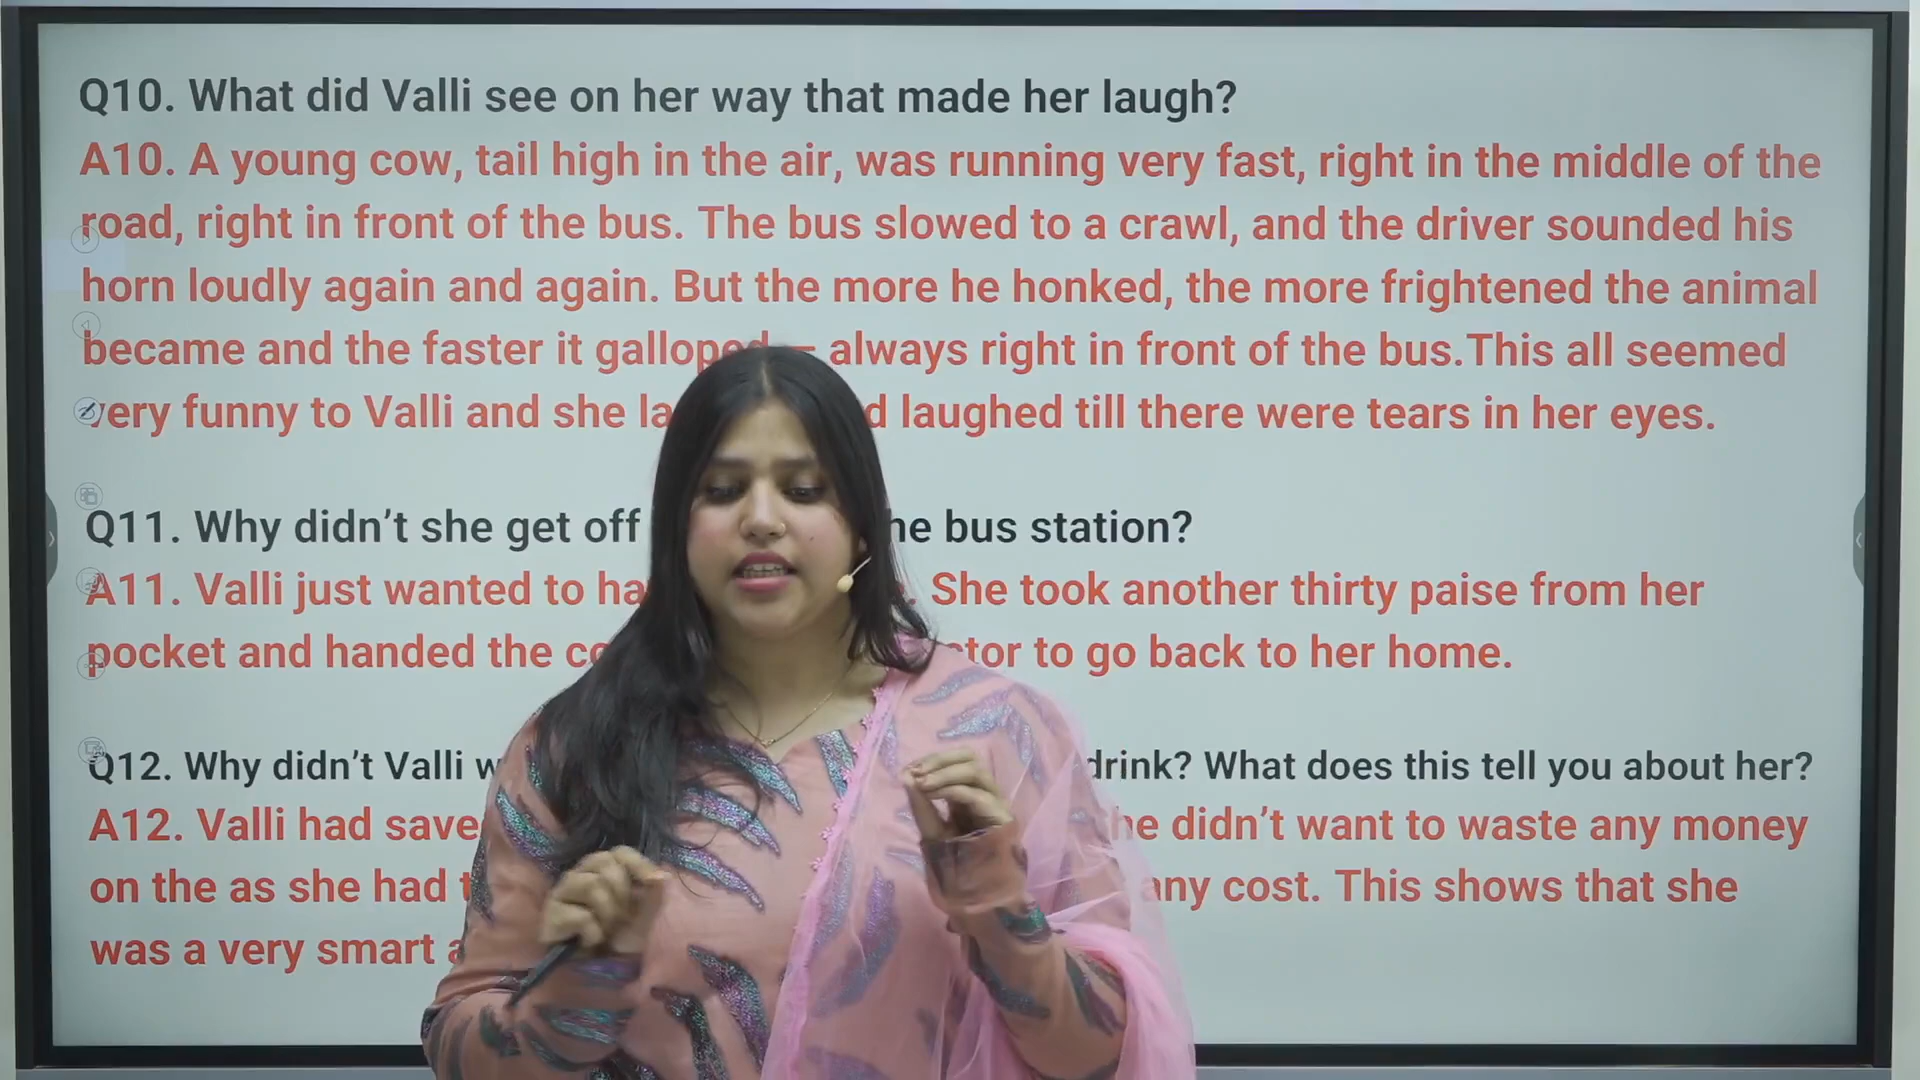 Q10. What did Valli see on her way that made her laugh?
A10. A young cow, tail high in the air, was running very fast, right in the middle of the
road, right in front of the bus. The bus slowed to a crawl, and the driver sounded his
horn loudly again and again. But the more he honked, the more frightened the animal
became and the faster it galloped – always right in front of the bus.This all seemed
very funny to Valli and she laughed till there were tears in her eyes.
Q11. Why didn't she get off bus station?
A11. Valli just wanted to She took another thirty paise from her
pocket and handed the to go back to her home.
Q12. Why didn't Valli drink? What does this tell you about her?
A12. Valli had didn't want to waste any money
on the as she had any cost. This shows that she
was a very smart